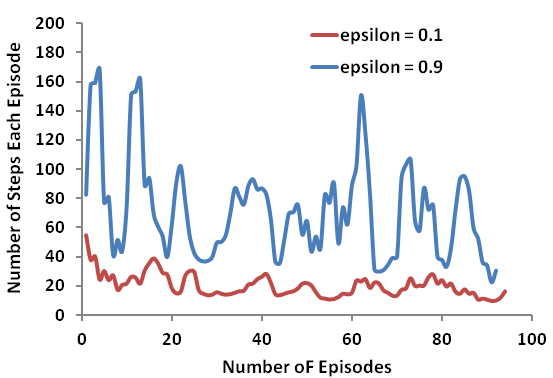 200
180
160
140
120
100
80
60
40
20
0
Number of Steps Each Episode
epsilon = 0.1
epsilon = 0.9
0 20 40 60 80 100
Number oF Episodes